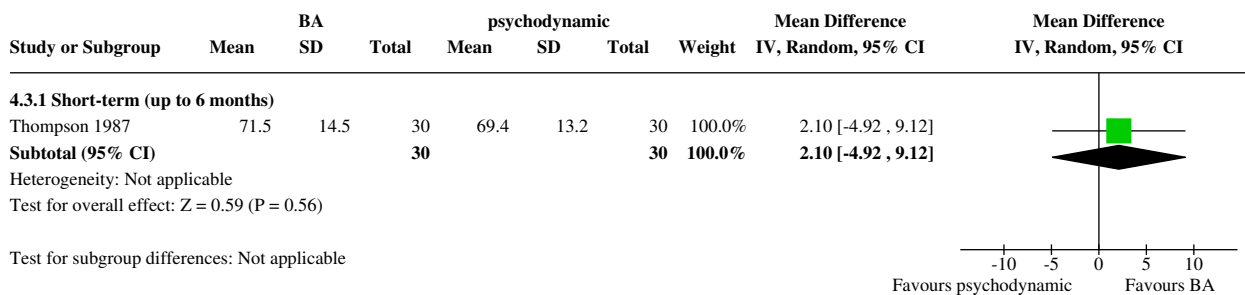 BA psychodynamic Mean Difference Mean Difference
Study or Subgroup Mean SD Total Mean SD Total Weight IV, Random, 95% CI IV, Random, 95% CI
4.3.1 Short-term (up to 6 months)
Thompson 1987 71.5 14.5 30 69.4 13.2 30 100.0% 2.10 [-4.92 , 9.12]
Subtotal (95% CI) 30 30 100.0% 2.10 [-4.92 , 9.12]
Heterogeneity: Not applicable
Test for overall effect: Z = 0.59 (P = 0.56)
Test for subgroup differences: Not applicable
-10 -5 0 5 10
Favours psychodynamic Favours BA